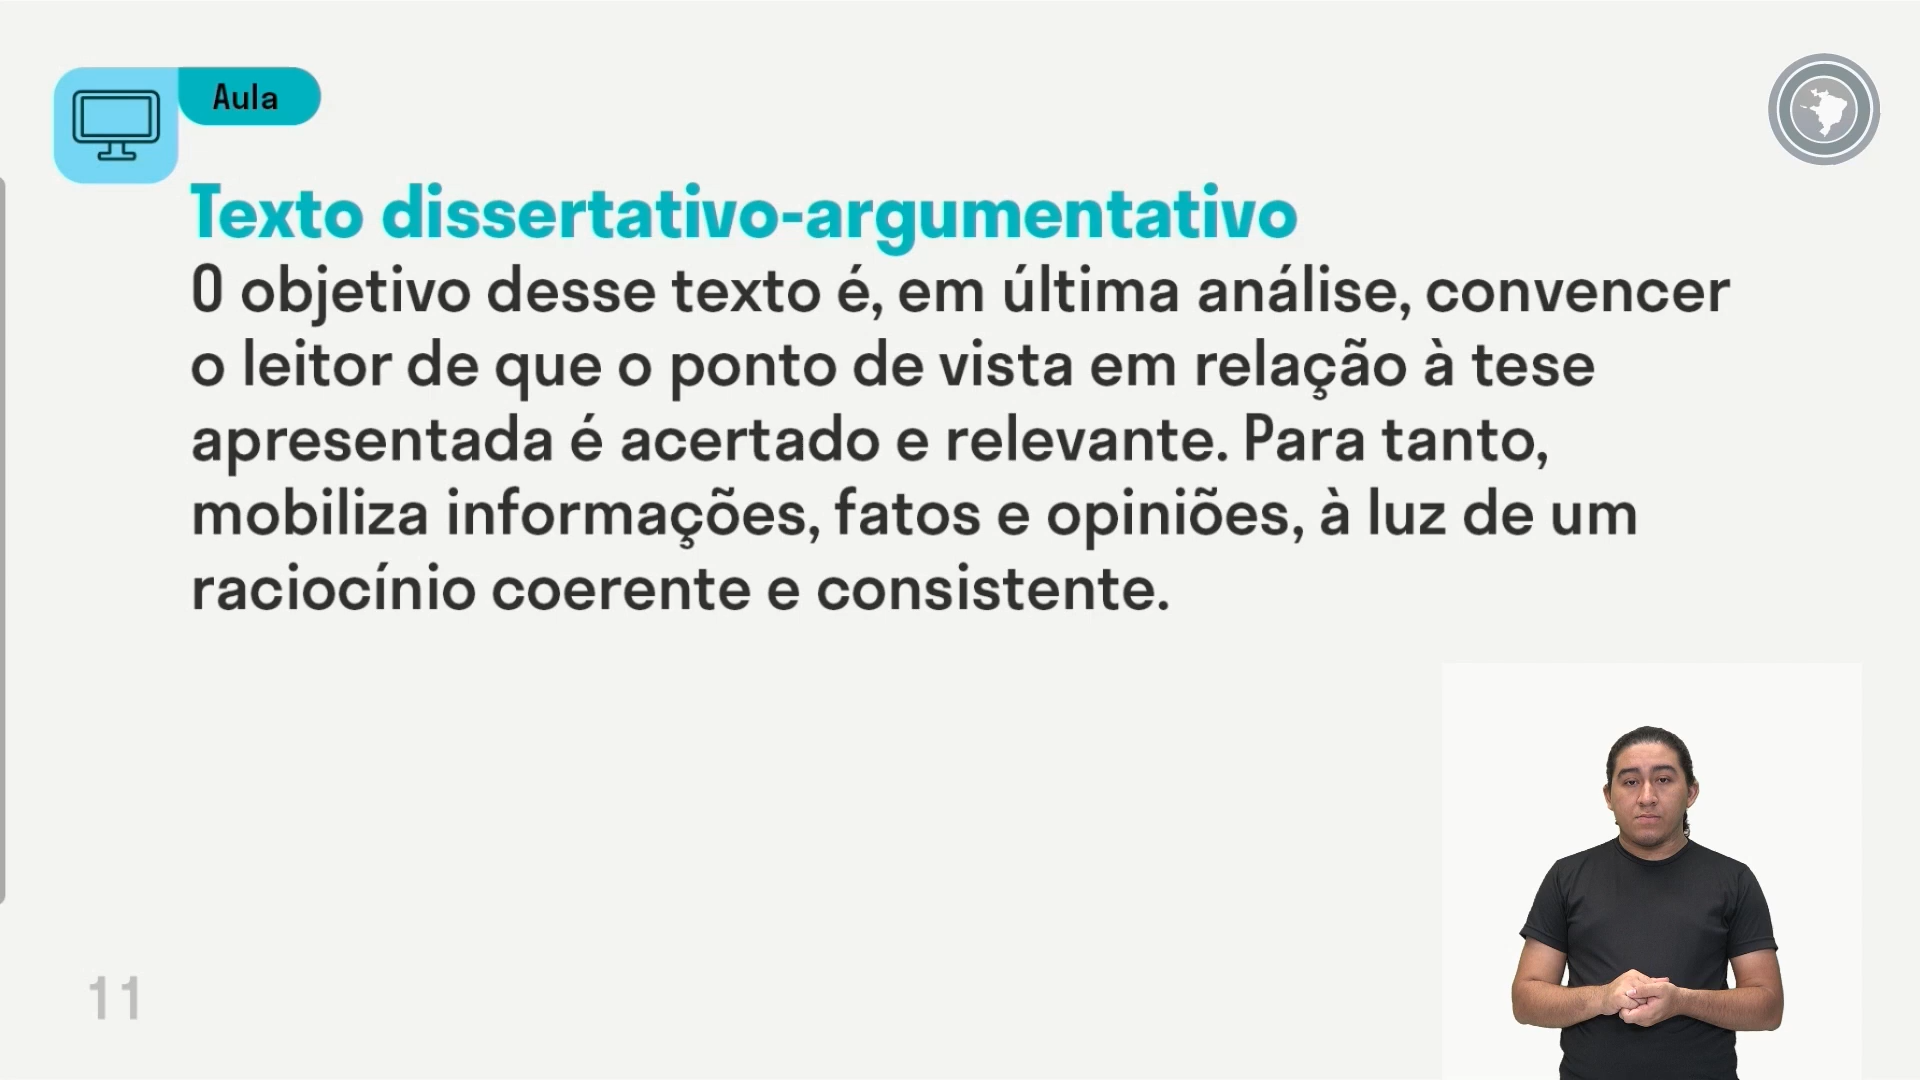 Aula
Texto dissertativo-argumentativo
O objetivo desse texto é, em última análise, convencer
o leitor de que o ponto de vista em relação à tese
apresentada é acertado e relevante. Para tanto,
mobiliza informações, fatos e opiniões, à luz de um
raciocínio coerente e consistente.
11